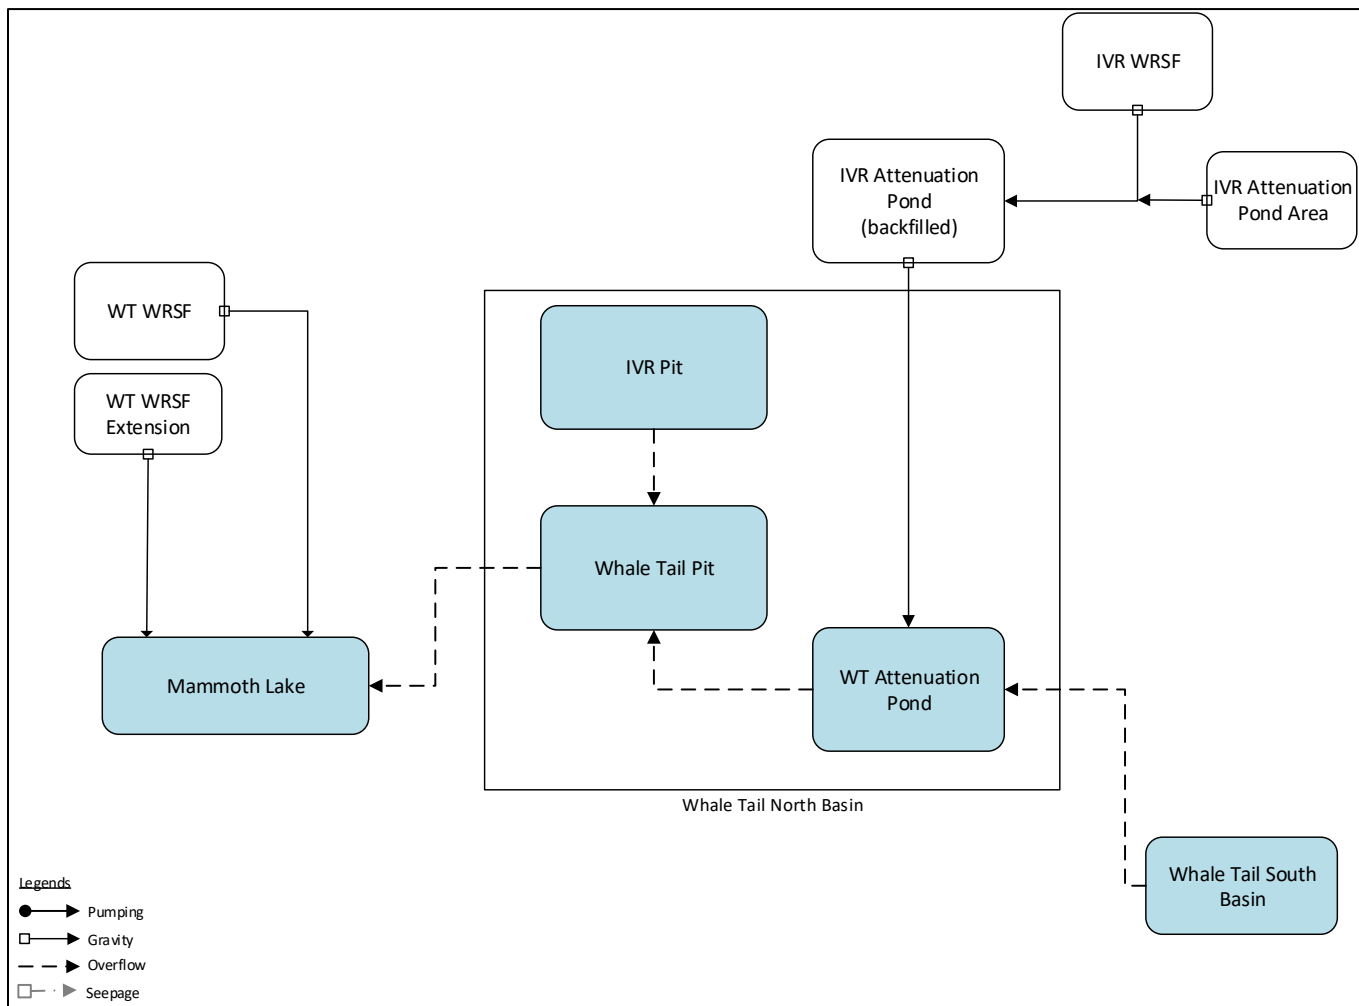 IVR WRSF
IVR Attenuation
Pond
(backfilled)
IVR Attenuation
Pond Area
WT WRSF
IVR Pit
WT WRSF
Extension
Whale Tail Pit
Mammoth Lake
WT Attenuation
Pond
Whale Tail North Basin
Whale Tail South
Basin
Legends
Pumping
Gravity
Overflow
Seepage